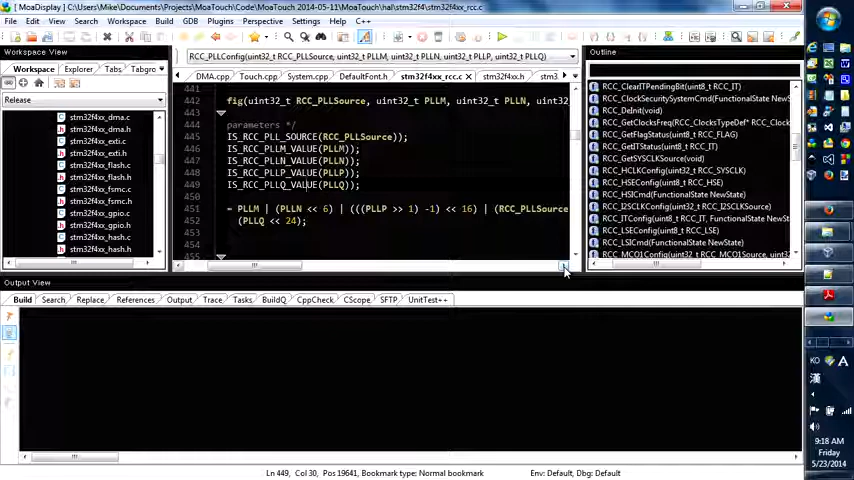 [ MoaDisplay ] C:\Users\Mike\Documents\Projects\MoaTouch\Code\MoaTouch 2014-05-11\MoaTouch\hal\stm32f4\stm32f4xx_rcc.c
File Edit View Search Workspace Build GDB Plugins Perspective Settings Help C++
Workspace View
Workspace Explorer Tabs Tabgro
Release
stm32f4xx_dma.c
stm32f4xx_dma.h
stm32f4xx_exti.c
stm32f4xx_exti.h
stm32f4xx_flash.c
stm32f4xx_flash.h
stm32f4xx_fsmc.c
stm32f4xx_fsmc.h
stm32f4xx_gpio.c
stm32f4xx_gpio.h
stm32f4xx_hash.c
RCC_PLLConfig(uint32_t RCC_PLLSource, uint32_t PLLM, uint32_t PLLN, uint32_t PLLP, uint32_t PLLQ)
DMA.cpp Touch.cpp System.cpp DefaultFont.h stm32f4xx_rcc.c stm32f4xx.h stm3
441
442 fig(uint32_t RCC_PLLSource, uint32_t PLLM, uint32_t PLLN, uint32
443
444 parameters */
445 IS_RCC_PLL_SOURCE(RCC_PLLSource));
446 IS_RCC_PLLM_VALUE(PLLM));
447 IS_RCC_PLLN_VALUE(PLLN));
448 IS_RCC_PLLP_VALUE(PLLP));
449 IS_RCC_PLLQ_VALUE(PLLQ));
450
451 = PLLM | (PLLN << 6) | (((PLLP >> 1) -1) << 16) | (RCC_PLLSource
452 (PLLQ << 24);
453
454
455
Outline
RCC_ClearITPendingBit(uint8_t RCC_IT)
RCC_ClockSecuritySystemCmd(FunctionalState New
RCC_DeInit(void)
RCC_GetClocksFreq(RCC_ClocksTypeDef* RCC_Cloc
RCC_GetFlagStatus(uint8_t RCC_FLAG)
RCC_GetITStatus(uint8_t RCC_IT)
RCC_GetSYSCLKSource(void)
RCC_HCLKConfig(uint32_t RCC_SYSCLK)
RCC_HSEConfig(uint8_t RCC_HSE)
RCC_HSICmd(FunctionalState NewState)
RCC_I2SCLKConfig(uint32_t RCC_I2SCLKSource)
RCC_ITConfig(uint8_t RCC_IT, FunctionalState New
RCC_LSEConfig(uint8_t RCC_LSE)
RCC_LSICmd(FunctionalState NewState)
RCC_MCO1Config(uint32_t RCC_MCO1Source, uint32
Output View
Build Search Replace References Output Trace Tasks BuildQ CppCheck CScope SFTP UnitTest++
Ln 449, Col 30, Pos 19641, Bookmark type: Normal bookmark Env: Default, Dbg: Default
KO
漢
9:18 AM
Friday
5/23/2014